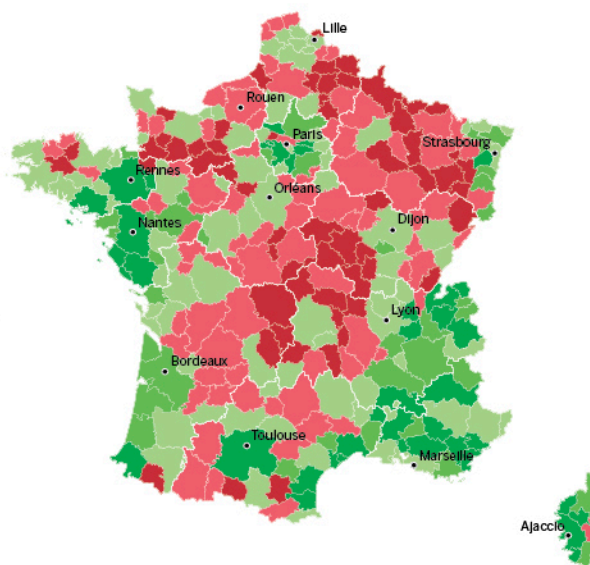 Lille
Rouen
Paris
Strasbourg
Rennes
Orléans
Nantes
Dijon
Lyon
Bordeaux
Toulouse
Marseille
Ajaccio